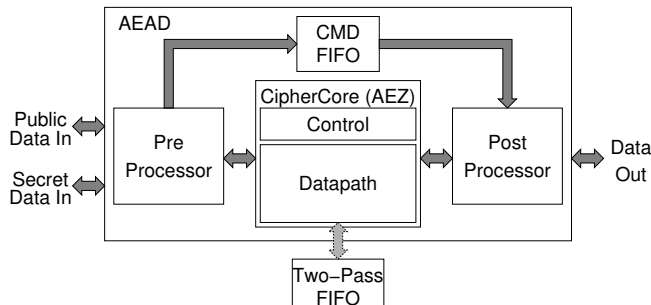 AEAD
CMD
FIFO
CipherCore (AEZ)
Control
Datapath
Public
Data In
Secret
Data In
Pre
Processor
Post
Processor
Data
Out
Two−Pass
FIFO